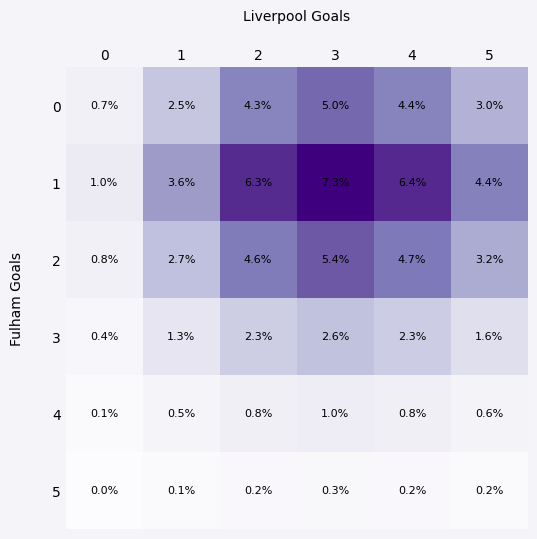 Liverpool Goals
0 1 2 3 4 5
0 0.7% 2.5% 4.3% 5.0% 4.4% 3.0%
1 1.0% 3.6% 6.3% 7.3% 6.4% 4.4%
2 0.8% 2.7% 4.6% 5.4% 4.7% 3.2%
3 0.4% 1.3% 2.3% 2.6% 2.3% 1.6%
4 0.1% 0.5% 0.8% 1.0% 0.8% 0.6%
5 0.0% 0.1% 0.2% 0.3% 0.2% 0.2%
Fulham Goals